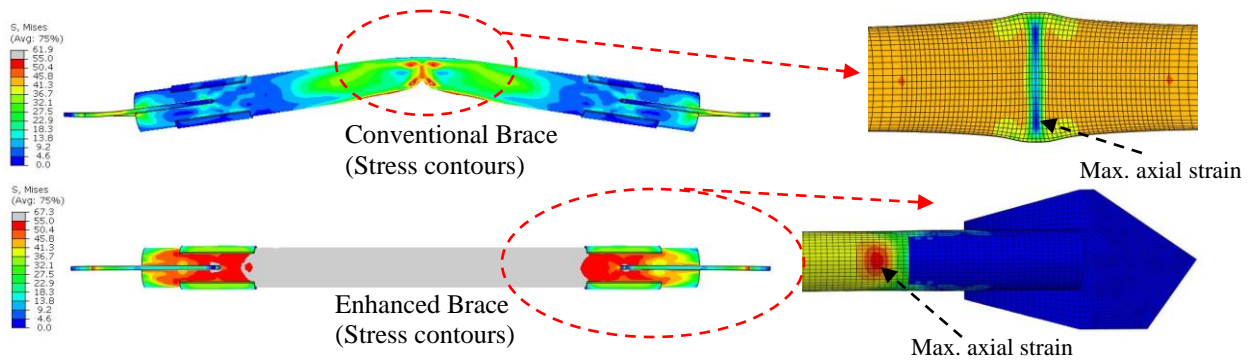 S, Mises
(Avg: 75%)
61.9
55.0
50.4
45.8
41.3
36.7
32.1
27.5
22.9
18.3
13.8
9.2
4.6
0.0
Conventional Brace
(Stress contours)
Max. axial strain
S, Mises
(Avg: 75%)
67.3
55.0
50.4
45.8
41.3
36.7
32.1
27.5
22.9
18.3
13.8
9.2
4.6
0.0
Enhanced Brace
(Stress contours)
Max. axial strain